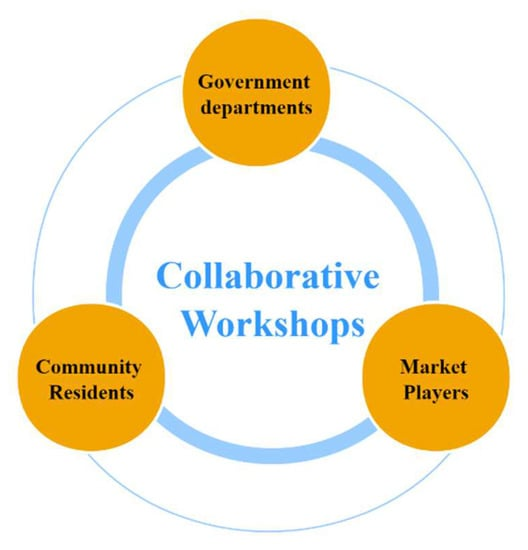 Government
departments
Collaborative
Workshops
Community
Residents
Market
Players